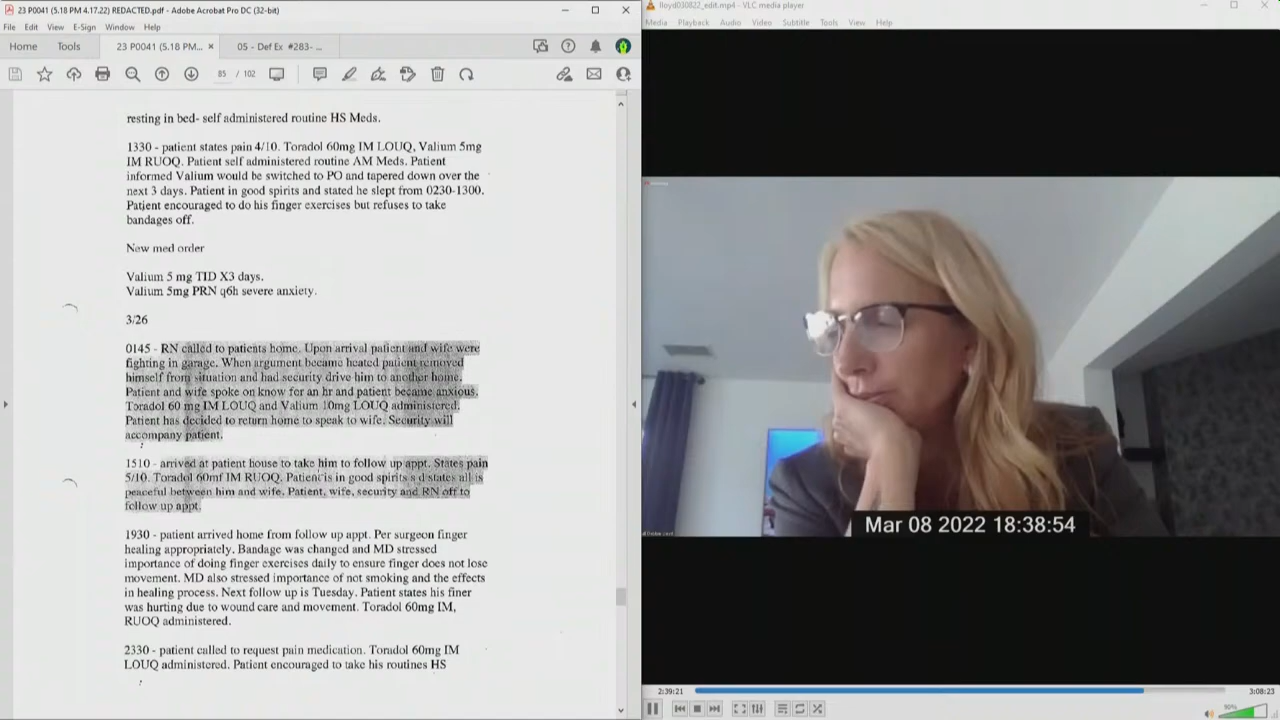 23 P0041 (5.18 PM 4.17.22) REDACTED.pdf - Adobe Acrobat Pro DC (32-bit)
File Edit View E-Sign Window Help
Home Tools 23 P0041 (5.18 PM... × 05 - Def Ex #283- ...
85 / 102
resting in bed- self administered routine HS Meds.
1330 - patient states pain 4/10. Toradol 60mg IM LOUQ, Valium 5mg
IM RUOQ. Patient self administered routine AM Meds. Patient
informed Valium would be switched to PO and tapered down over the
next 3 days. Patient in good spirits and stated he slept from 0230-1300.
Patient encouraged to do his finger exercises but refuses to take
bandages off.
New med order
Valium 5 mg TID X3 days.
Valium 5mg PRN q6h severe anxiety.
3/26
0145 - RN called to patients home. Upon arrival patient and wife were
fighting in garage. When argument became heated patient removed
himself from situation and had security drive him to another home.
Patient and wife spoke on know for an hr and patient became anxious.
Toradol 60 mg IM LOUQ and Valium 10mg LOUQ administered.
Patient has decided to return home to speak to wife. Security will
accompany patient.
1510 - arrived at patient house to take him to follow up appt. States pain
5/10. Toradol 60mf IM RUOQ. Patient is in good spirits s d states all is
peaceful between him and wife. Patient, wife, security and RN off to
follow up appt.
1930 - patient arrived home from follow up appt. Per surgeon finger
healing appropriately. Bandage was changed and MD stressed
importance of doing finger exercises daily to ensure finger does not lose
movement. MD also stressed importance of not smoking and the effects
in healing process. Next follow up is Tuesday. Patient states his finer
was hurting due to wound care and movement. Toradol 60mg IM,
RUOQ administered.
2330 - patient called to request pain medication. Toradol 60mg IM
LOUQ administered. Patient encouraged to take his routines HS
lloyd030822_edit.mp4 - VLC media player
Media Playback Audio Video Subtitle Tools View Help
Mar 08 2022 18:38:54
2:39:21
3:08:23
90%